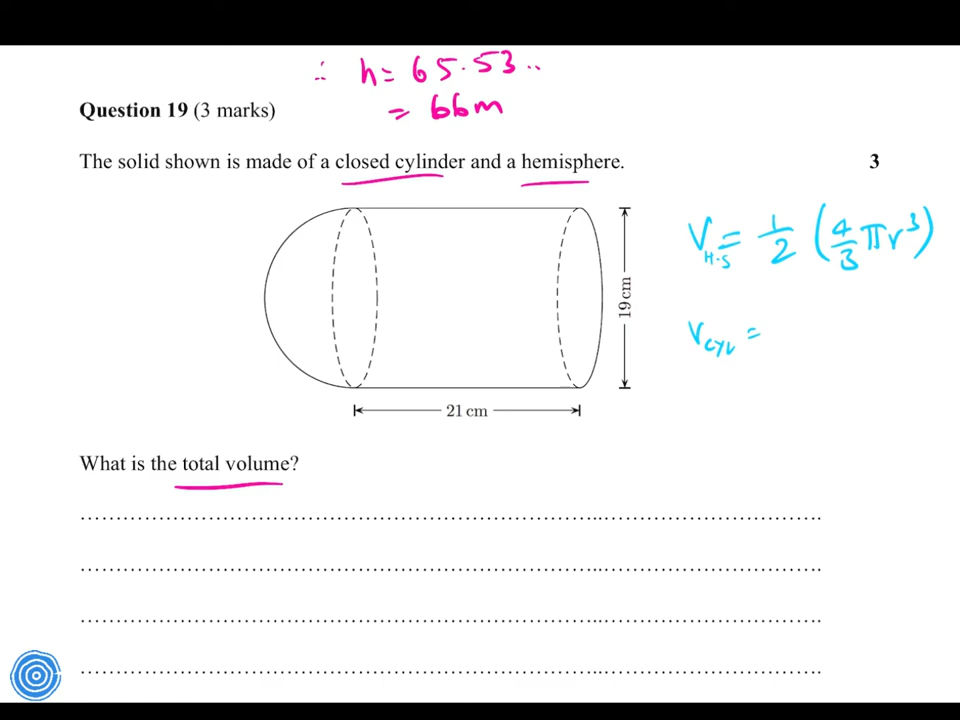 ∴ h = 65.53..
= 66m
Question 19 (3 marks)
The solid shown is made of a closed cylinder and a hemisphere. 3
V_H.S = 1/2 (4/3 πr³)
19 cm
V_CYL =
21 cm
What is the total volume?